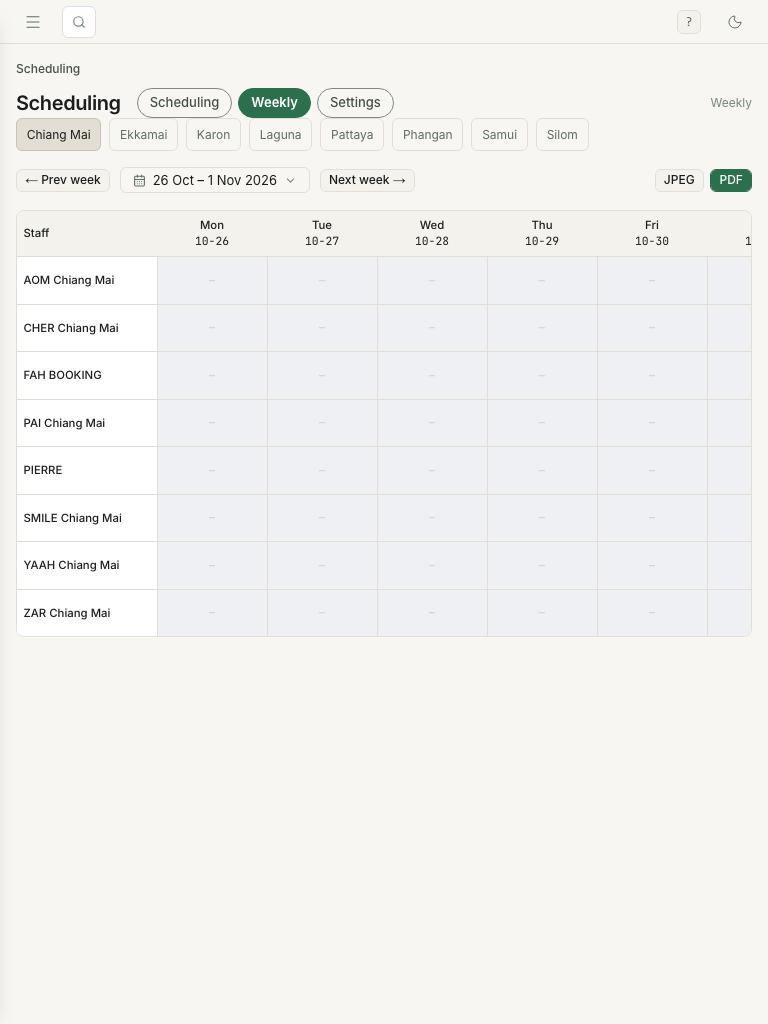 ?
Scheduling
Scheduling Scheduling Weekly Settings Weekly
Chiang Mai Ekkamai Karon Laguna Pattaya Phangan Samui Silom
← Prev week 26 Oct – 1 Nov 2026 Next week → JPEG PDF
Staff Mon Tue Wed Thu Fri
10-26 10-27 10-28 10-29 10-30 1
AOM Chiang Mai – – – – –
CHER Chiang Mai – – – – –
FAH BOOKING – – – – –
PAI Chiang Mai – – – – –
PIERRE – – – – –
SMILE Chiang Mai – – – – –
YAAH Chiang Mai – – – – –
ZAR Chiang Mai – – – – –